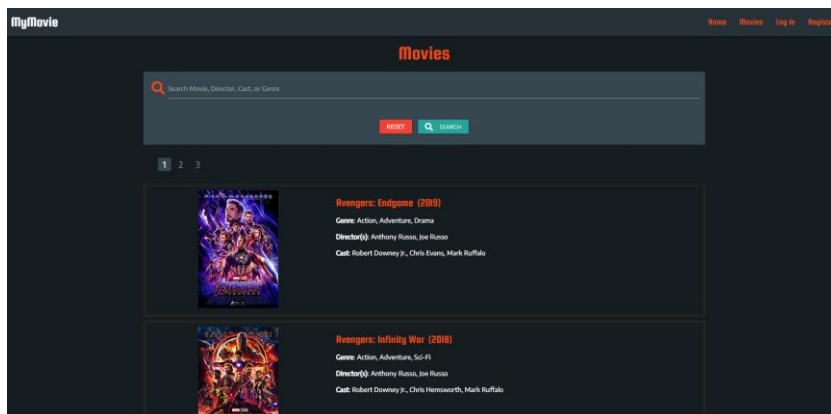 MyMovie
Home Movies Log In Registe
Movies
Search Movie, Director, Cast, or Genre
RESET SEARCH
1 2 3
Avengers: Endgame (2019)
Genre: Action, Adventure, Drama
Director(s): Anthony Russo, Joe Russo
Cast: Robert Downey Jr., Chris Evans, Mark Ruffalo
Avengers: Infinity War (2018)
Genre: Action, Adventure, Sci-Fi
Director(s): Anthony Russo, Joe Russo
Cast: Robert Downey Jr., Chris Hemsworth, Mark Ruffalo